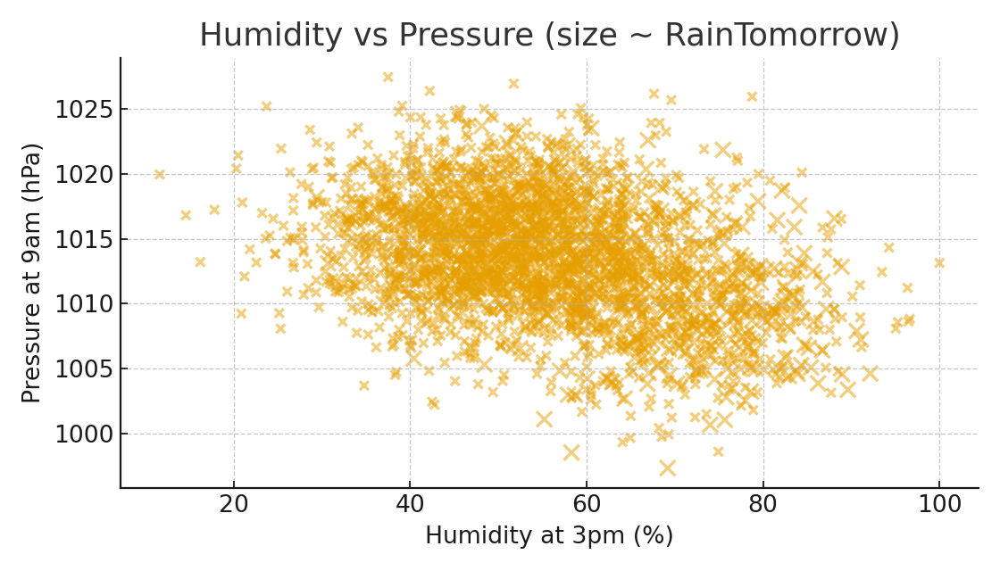 Humidity vs Pressure (size ~ RainTomorrow)
Pressure at 9am (hPa)
1025
1020
1015
1010
1005
1000
20 40 60 80 100
Humidity at 3pm (%)